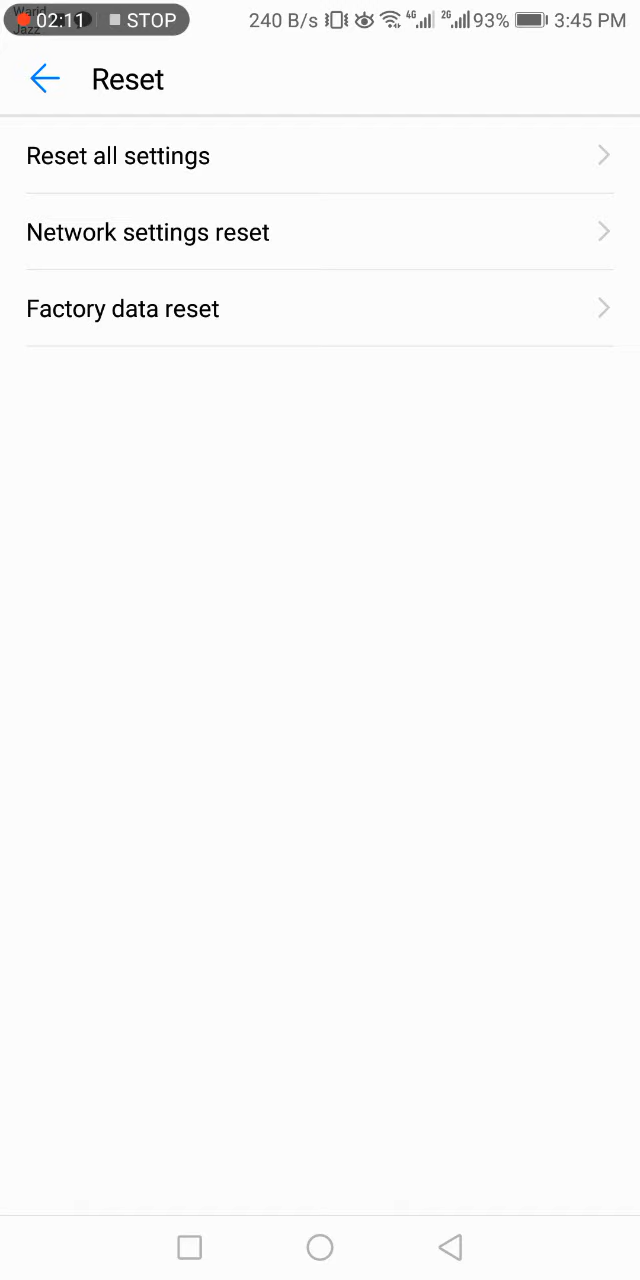 Warid
02:11 STOP 240 B/s 4G 2G 93% 3:45 PM
Jazz
Reset
Reset all settings
Network settings reset
Factory data reset